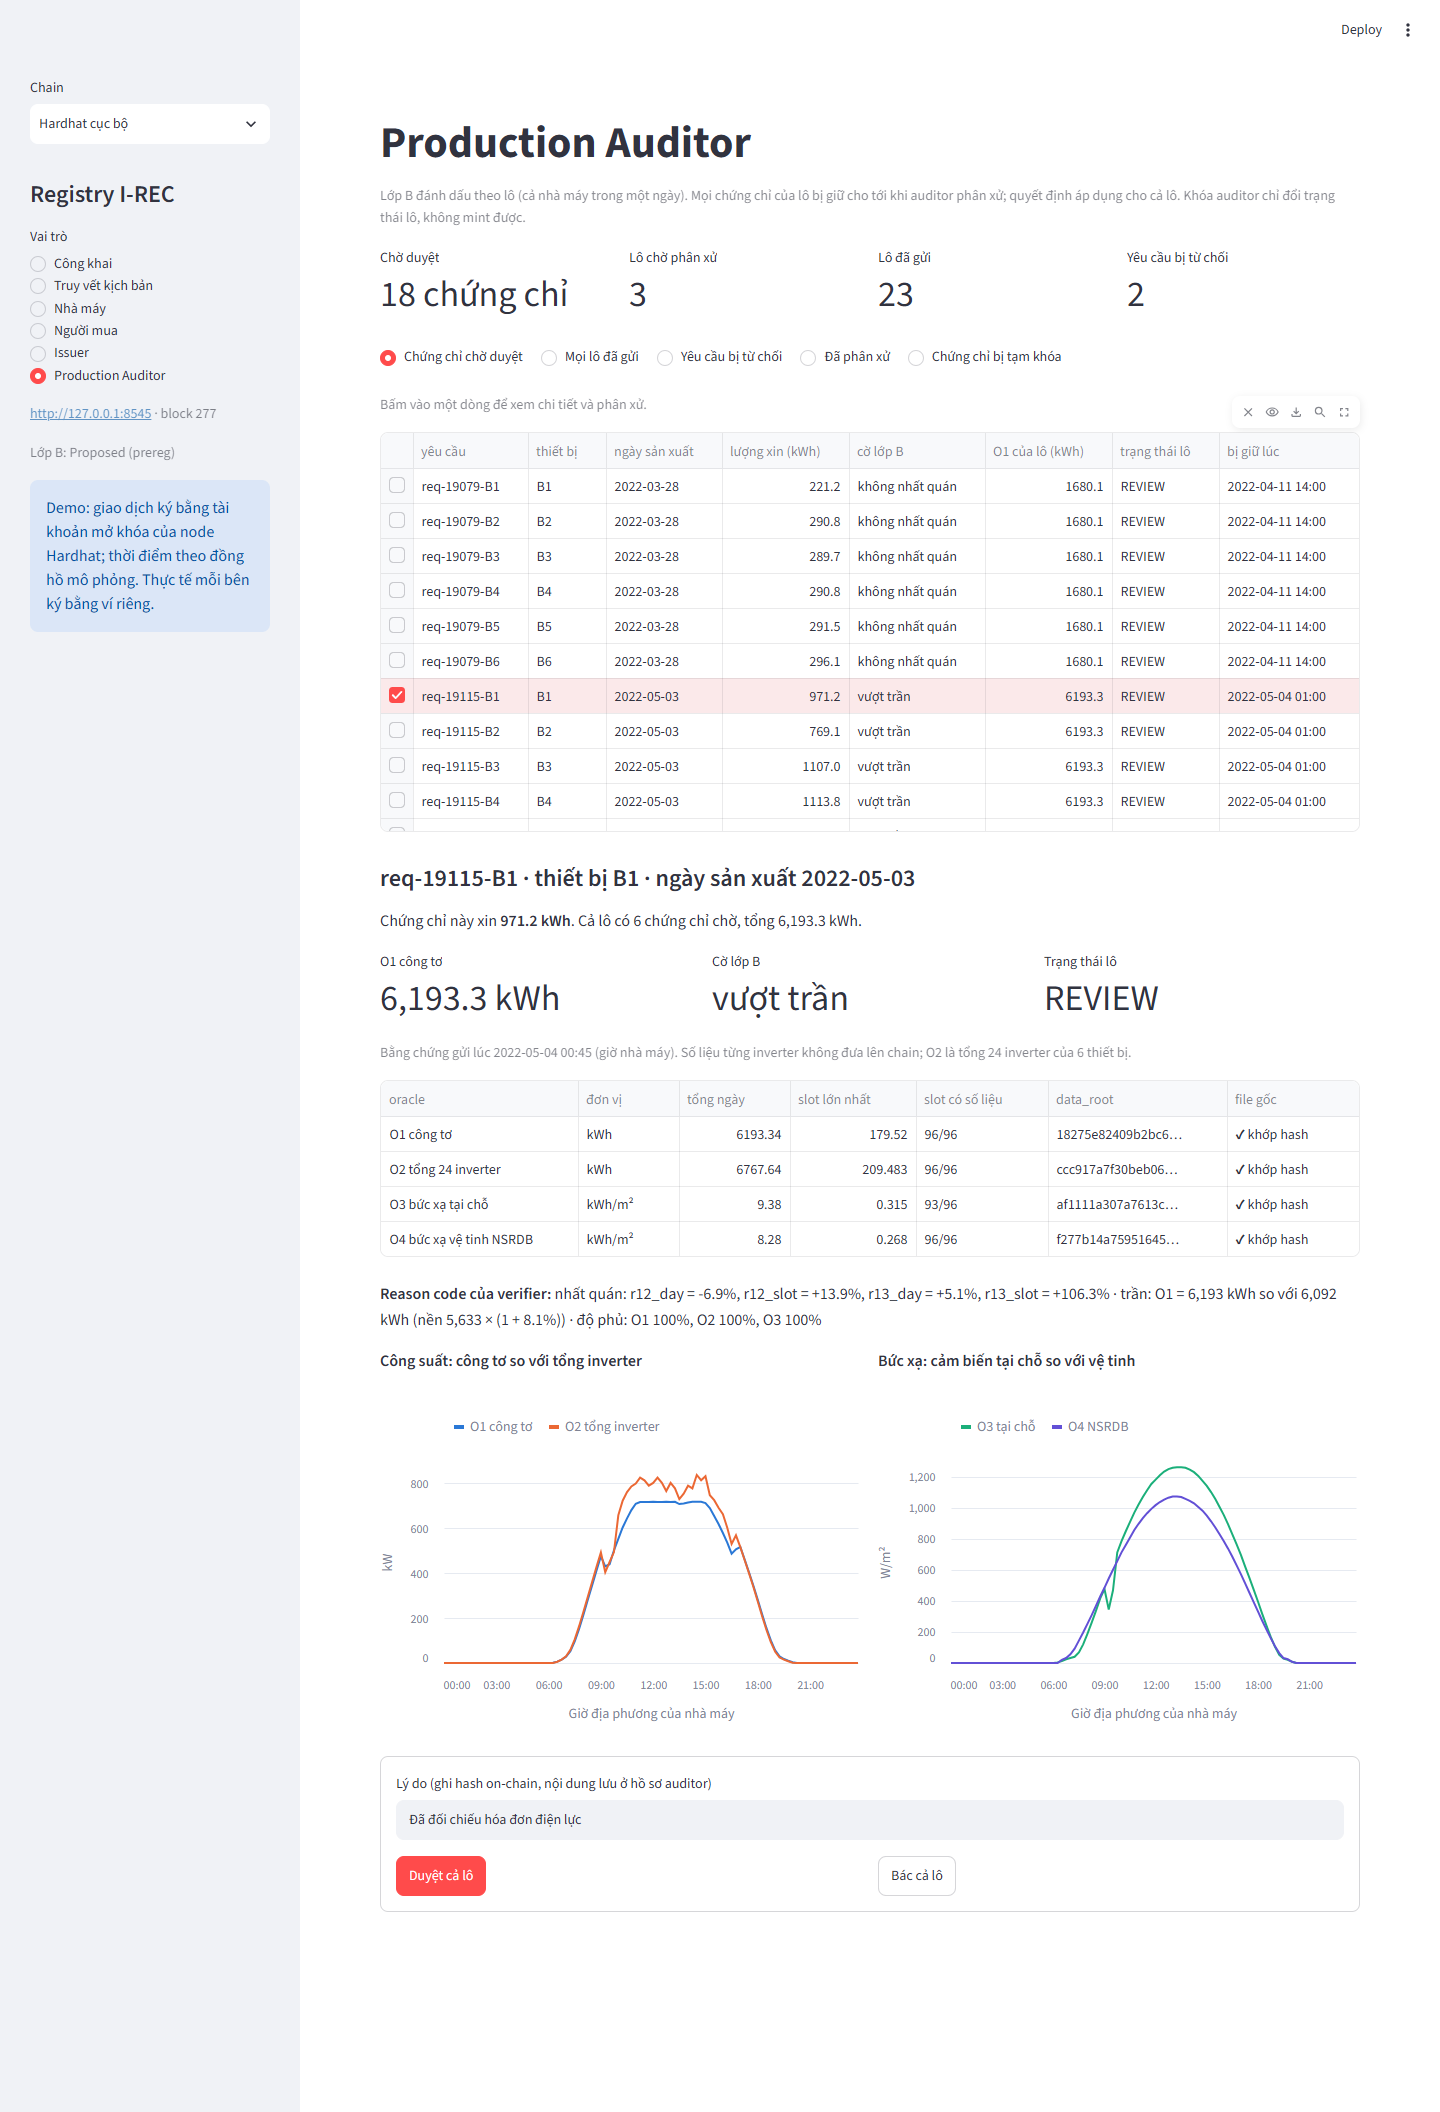 Deploy
Chain
Hardhat cục bộ
Registry I-REC
Vai trò
Công khai
Truy vết kịch bản
Nhà máy
Người mua
Issuer
Production Auditor
http://127.0.0.1:8545 · block 277
Lớp B: Proposed (prereg)
Demo: giao dịch ký bằng tài
khoản mở khóa của node
Hardhat; thời điểm theo đồng
hồ mô phỏng. Thực tế mỗi bên
ký bằng ví riêng.
Production Auditor
Lớp B đánh dấu theo lô (cả nhà máy trong một ngày). Mọi chứng chỉ của lô bị giữ cho tới khi auditor phân xử; quyết định áp dụng cho cả lô. Khóa auditor chỉ đổi trạng
thái lô, không mint được.
Chờ duyệt Lô chờ phân xử Lô đã gửi Yêu cầu bị từ chối
18 chứng chỉ 3 23 2
Chứng chỉ chờ duyệt Mọi lô đã gửi Yêu cầu bị từ chối Đã phân xử Chứng chỉ bị tạm khóa
Bấm vào một dòng để xem chi tiết và phân xử.
yêu cầu thiết bị ngày sản xuất lượng xin (kWh) cờ lớp B O1 của lô (kWh) trạng thái lô bị giữ lúc
req-19079-B1 B1 2022-03-28 221.2 không nhất quán 1680.1 REVIEW 2022-04-11 14:00
req-19079-B2 B2 2022-03-28 290.8 không nhất quán 1680.1 REVIEW 2022-04-11 14:00
req-19079-B3 B3 2022-03-28 289.7 không nhất quán 1680.1 REVIEW 2022-04-11 14:00
req-19079-B4 B4 2022-03-28 290.8 không nhất quán 1680.1 REVIEW 2022-04-11 14:00
req-19079-B5 B5 2022-03-28 291.5 không nhất quán 1680.1 REVIEW 2022-04-11 14:00
req-19079-B6 B6 2022-03-28 296.1 không nhất quán 1680.1 REVIEW 2022-04-11 14:00
req-19115-B1 B1 2022-05-03 971.2 vượt trần 6193.3 REVIEW 2022-05-04 01:00
req-19115-B2 B2 2022-05-03 769.1 vượt trần 6193.3 REVIEW 2022-05-04 01:00
req-19115-B3 B3 2022-05-03 1107.0 vượt trần 6193.3 REVIEW 2022-05-04 01:00
req-19115-B4 B4 2022-05-03 1113.8 vượt trần 6193.3 REVIEW 2022-05-04 01:00
req-19115-B1 · thiết bị B1 · ngày sản xuất 2022-05-03
Chứng chỉ này xin 971.2 kWh. Cả lô có 6 chứng chỉ chờ, tổng 6,193.3 kWh.
O1 công tơ Cờ lớp B Trạng thái lô
6,193.3 kWh vượt trần REVIEW
Bằng chứng gửi lúc 2022-05-04 00:45 (giờ nhà máy). Số liệu từng inverter không đưa lên chain; O2 là tổng 24 inverter của 6 thiết bị.
oracle đơn vị tổng ngày slot lớn nhất slot có số liệu data_root file gốc
O1 công tơ kWh 6193.34 179.52 96/96 18275e82409b2bc6… ✓ khớp hash
O2 tổng 24 inverter kWh 6767.64 209.483 96/96 ccc917a7f30beb06… ✓ khớp hash
O3 bức xạ tại chỗ kWh/m² 9.38 0.315 93/96 af1111a307a7613c… ✓ khớp hash
O4 bức xạ vệ tinh NSRDB kWh/m² 8.28 0.268 96/96 f277b14a75951645… ✓ khớp hash
Reason code của verifier: nhất quán: r12_day = -6.9%, r12_slot = +13.9%, r13_day = +5.1%, r13_slot = +106.3% · trần: O1 = 6,193 kWh so với 6,092
kWh (nền 5,633 × (1 + 8.1%)) · độ phủ: O1 100%, O2 100%, O3 100%
Công suất: công tơ so với tổng inverter
O1 công tơ O2 tổng inverter
800
600
400
200
0
kW
00:00 03:00 06:00 09:00 12:00 15:00 18:00 21:00
Giờ địa phương của nhà máy
Bức xạ: cảm biến tại chỗ so với vệ tinh
O3 tại chỗ O4 NSRDB
1,200
1,000
800
600
400
200
0
W/m²
00:00 03:00 06:00 09:00 12:00 15:00 18:00 21:00
Giờ địa phương của nhà máy
Lý do (ghi hash on-chain, nội dung lưu ở hồ sơ auditor)
Đã đối chiếu hóa đơn điện lực
Duyệt cả lô Bác cả lô